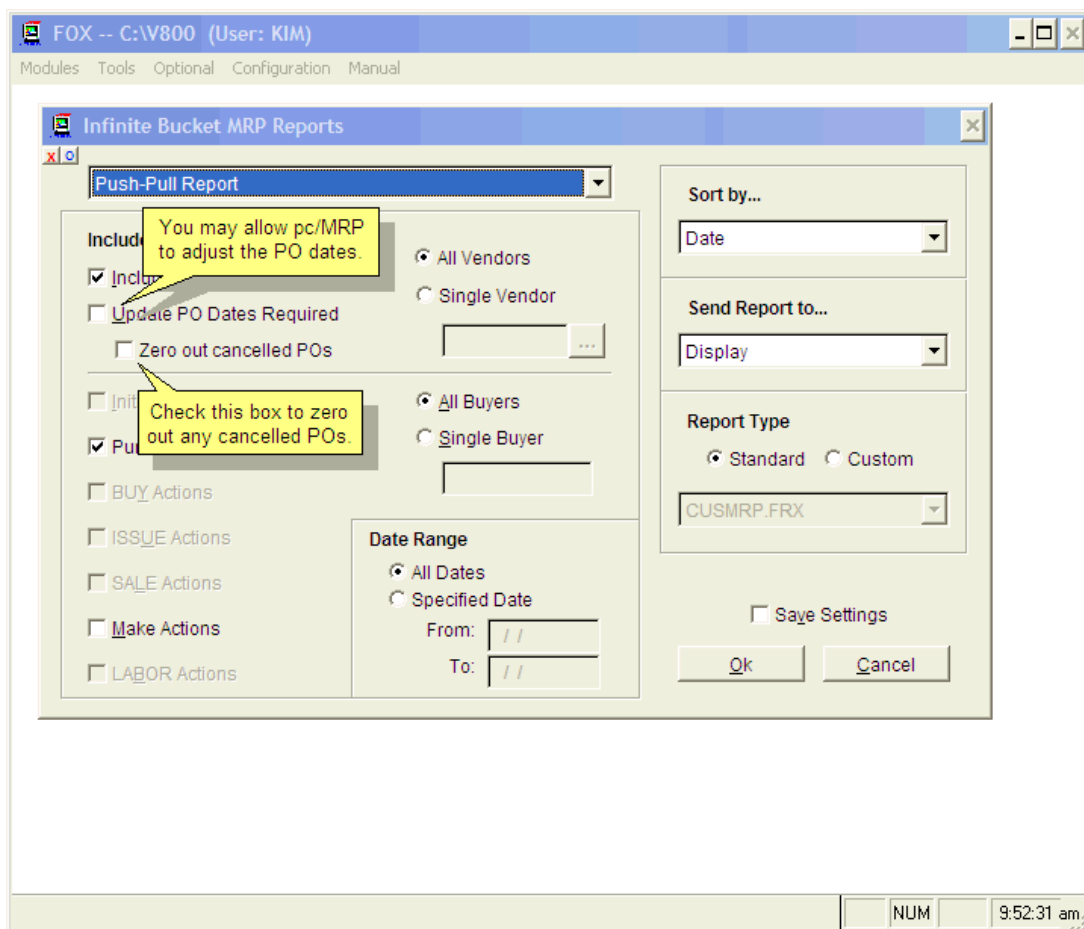 FOX -- C:\V800 (User: KIM)
Modules Tools Optional Configuration Manual
Infinite Bucket MRP Reports
X O
Push-Pull Report
You may allow pc/MRP
to adjust the PO dates.
Update PO Dates Required
Zero out cancelled POs
Check this box to zero
out any cancelled POs.
BUY Actions
ISSUE Actions
SALE Actions
Make Actions
LABOR Actions
All Vendors
Single Vendor
...
All Buyers
Single Buyer
Date Range
All Dates
Specified Date
From: / /
To: / /
Sort by...
Date
Send Report to...
Display
Report Type
Standard Custom
CUSMRP.FRX
Save Settings
Ok Cancel
NUM 9:52:31 am